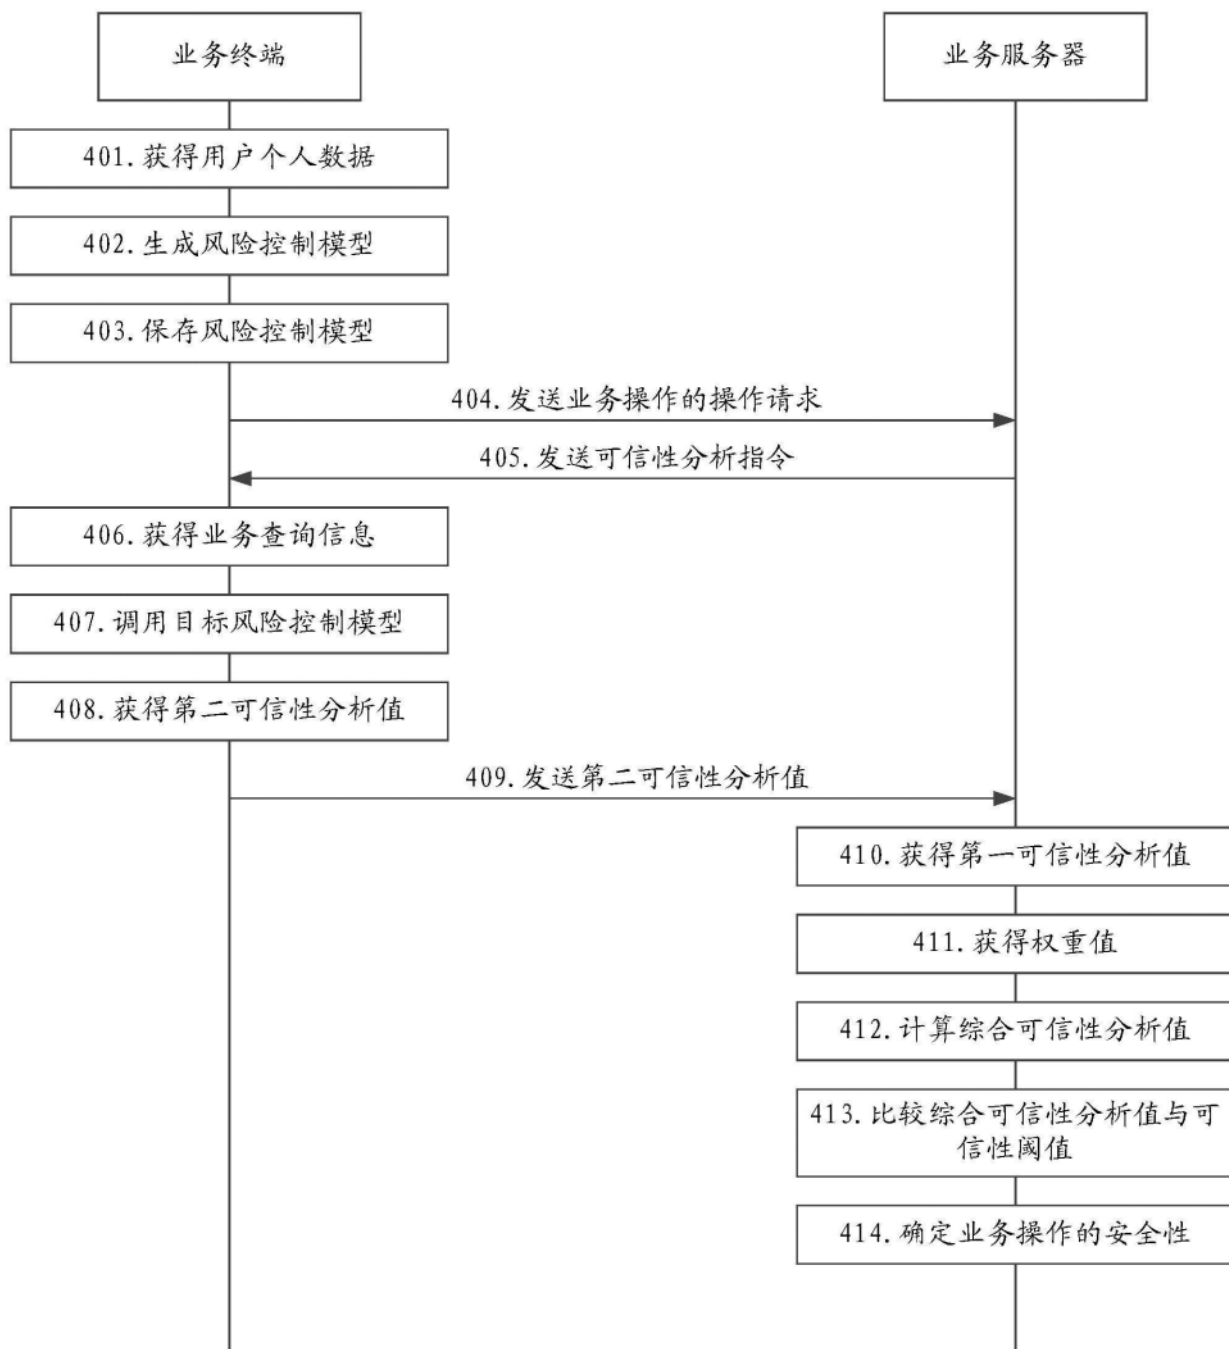 业务终端
业务服务器
401.获得用户个人数据
402.生成风险控制模型
403.保存风险控制模型
404.发送业务操作的操作请求
405.发送可信性分析指令
406.获得业务查询信息
407.调用目标风险控制模型
408.获得第二可信性分析值
409.发送第二可信性分析值
410.获得第一可信性分析值
411.获得权重值
412.计算综合可信性分析值
413.比较综合可信性分析值与可
信性阈值
414.确定业务操作的安全性